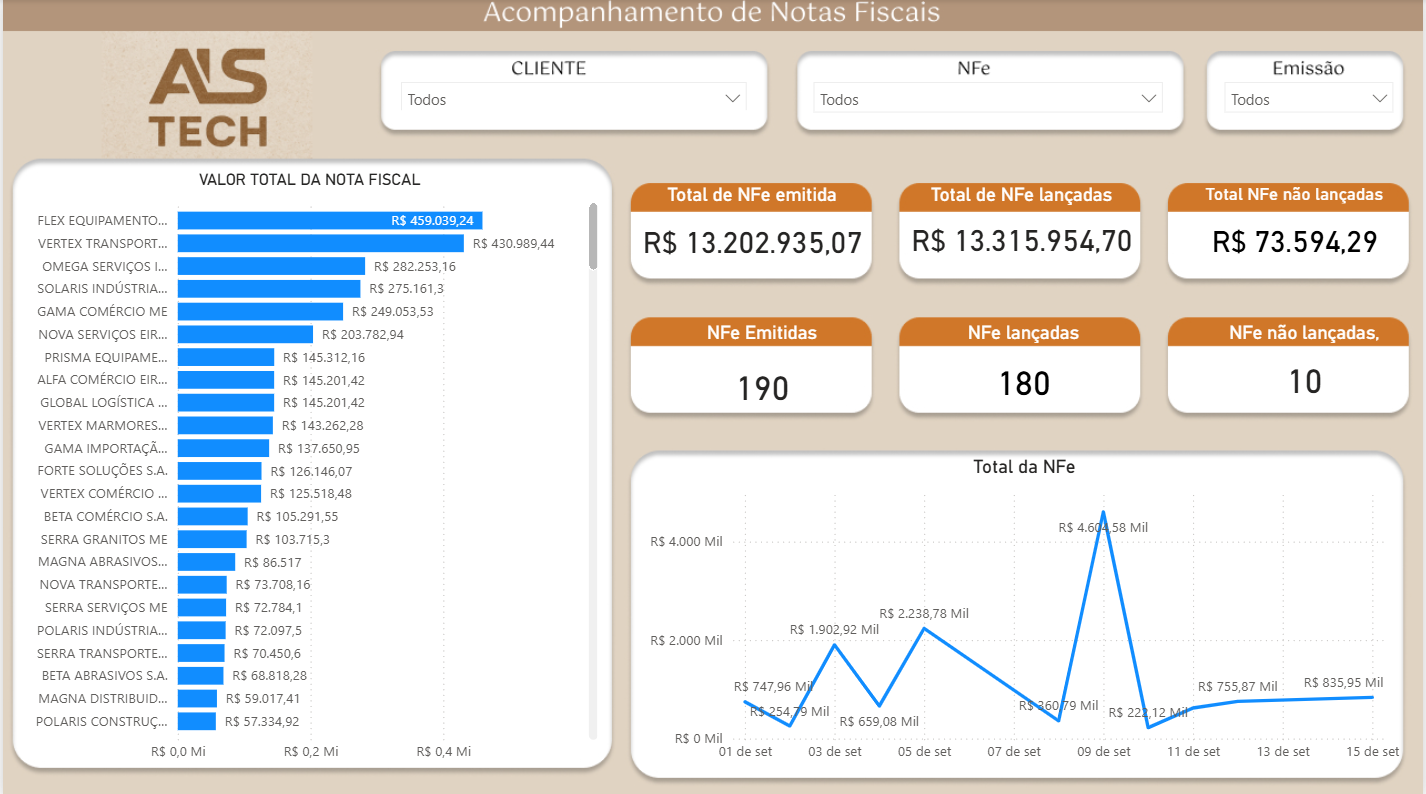 Acompanhamento de Notas Fiscais
ALS
TECH
CLIENTE
Todos
NFe
Todos
Emissão
Todos
VALOR TOTAL DA NOTA FISCAL
FLEX EQUIPAMENTO... R$ 459.039,24
VERTEX TRANSPORT... R$ 430.989,44
OMEGA SERVIÇOS I... R$ 282.253,16
SOLARIS INDÚSTRIA... R$ 275.161,3
GAMA COMÉRCIO ME R$ 249.053,53
NOVA SERVIÇOS EIR... R$ 203.782,94
PRISMA EQUIPAME... R$ 145.312,16
ALFA COMÉRCIO EIR... R$ 145.201,42
GLOBAL LOGÍSTICA ... R$ 145.201,42
VERTEX MARMORES... R$ 143.262,28
GAMA IMPORTAÇÃ... R$ 137.650,95
FORTE SOLUÇÕES S.A. R$ 126.146,07
VERTEX COMÉRCIO ... R$ 125.518,48
BETA COMÉRCIO S.A. R$ 105.291,55
SERRA GRANITOS ME R$ 103.715,3
MAGNA ABRASIVOS... R$ 86.517
NOVA TRANSPORTE... R$ 73.708,16
SERRA SERVIÇOS ME R$ 72.784,1
POLARIS INDÚSTRIA... R$ 72.097,5
SERRA TRANSPORTE... R$ 70.450,6
BETA ABRASIVOS S.A. R$ 68.818,28
MAGNA DISTRIBUID... R$ 59.017,41
POLARIS CONSTRUÇ... R$ 57.334,92
R$ 0,0 Mi R$ 0,2 Mi R$ 0,4 Mi
Total de NFe emitida
R$ 13.202.935,07
Total de NFe lançadas
R$ 13.315.954,70
Total NFe não lançadas
R$ 73.594,29
NFe Emitidas
190
NFe lançadas
180
NFe não lançadas,
10
Total da NFe
R$ 4.000 Mil
R$ 2.000 Mil
R$ 0 Mil
R$ 747,96 Mil
R$ 254,79 Mil
R$ 1.902,92 Mil
R$ 659,08 Mil
R$ 2.238,78 Mil
R$ 360,79 Mil
R$ 4.604,58 Mil
R$ 222,12 Mil
R$ 755,87 Mil
R$ 835,95 Mil
01 de set 03 de set 05 de set 07 de set 09 de set 11 de set 13 de set 15 de set